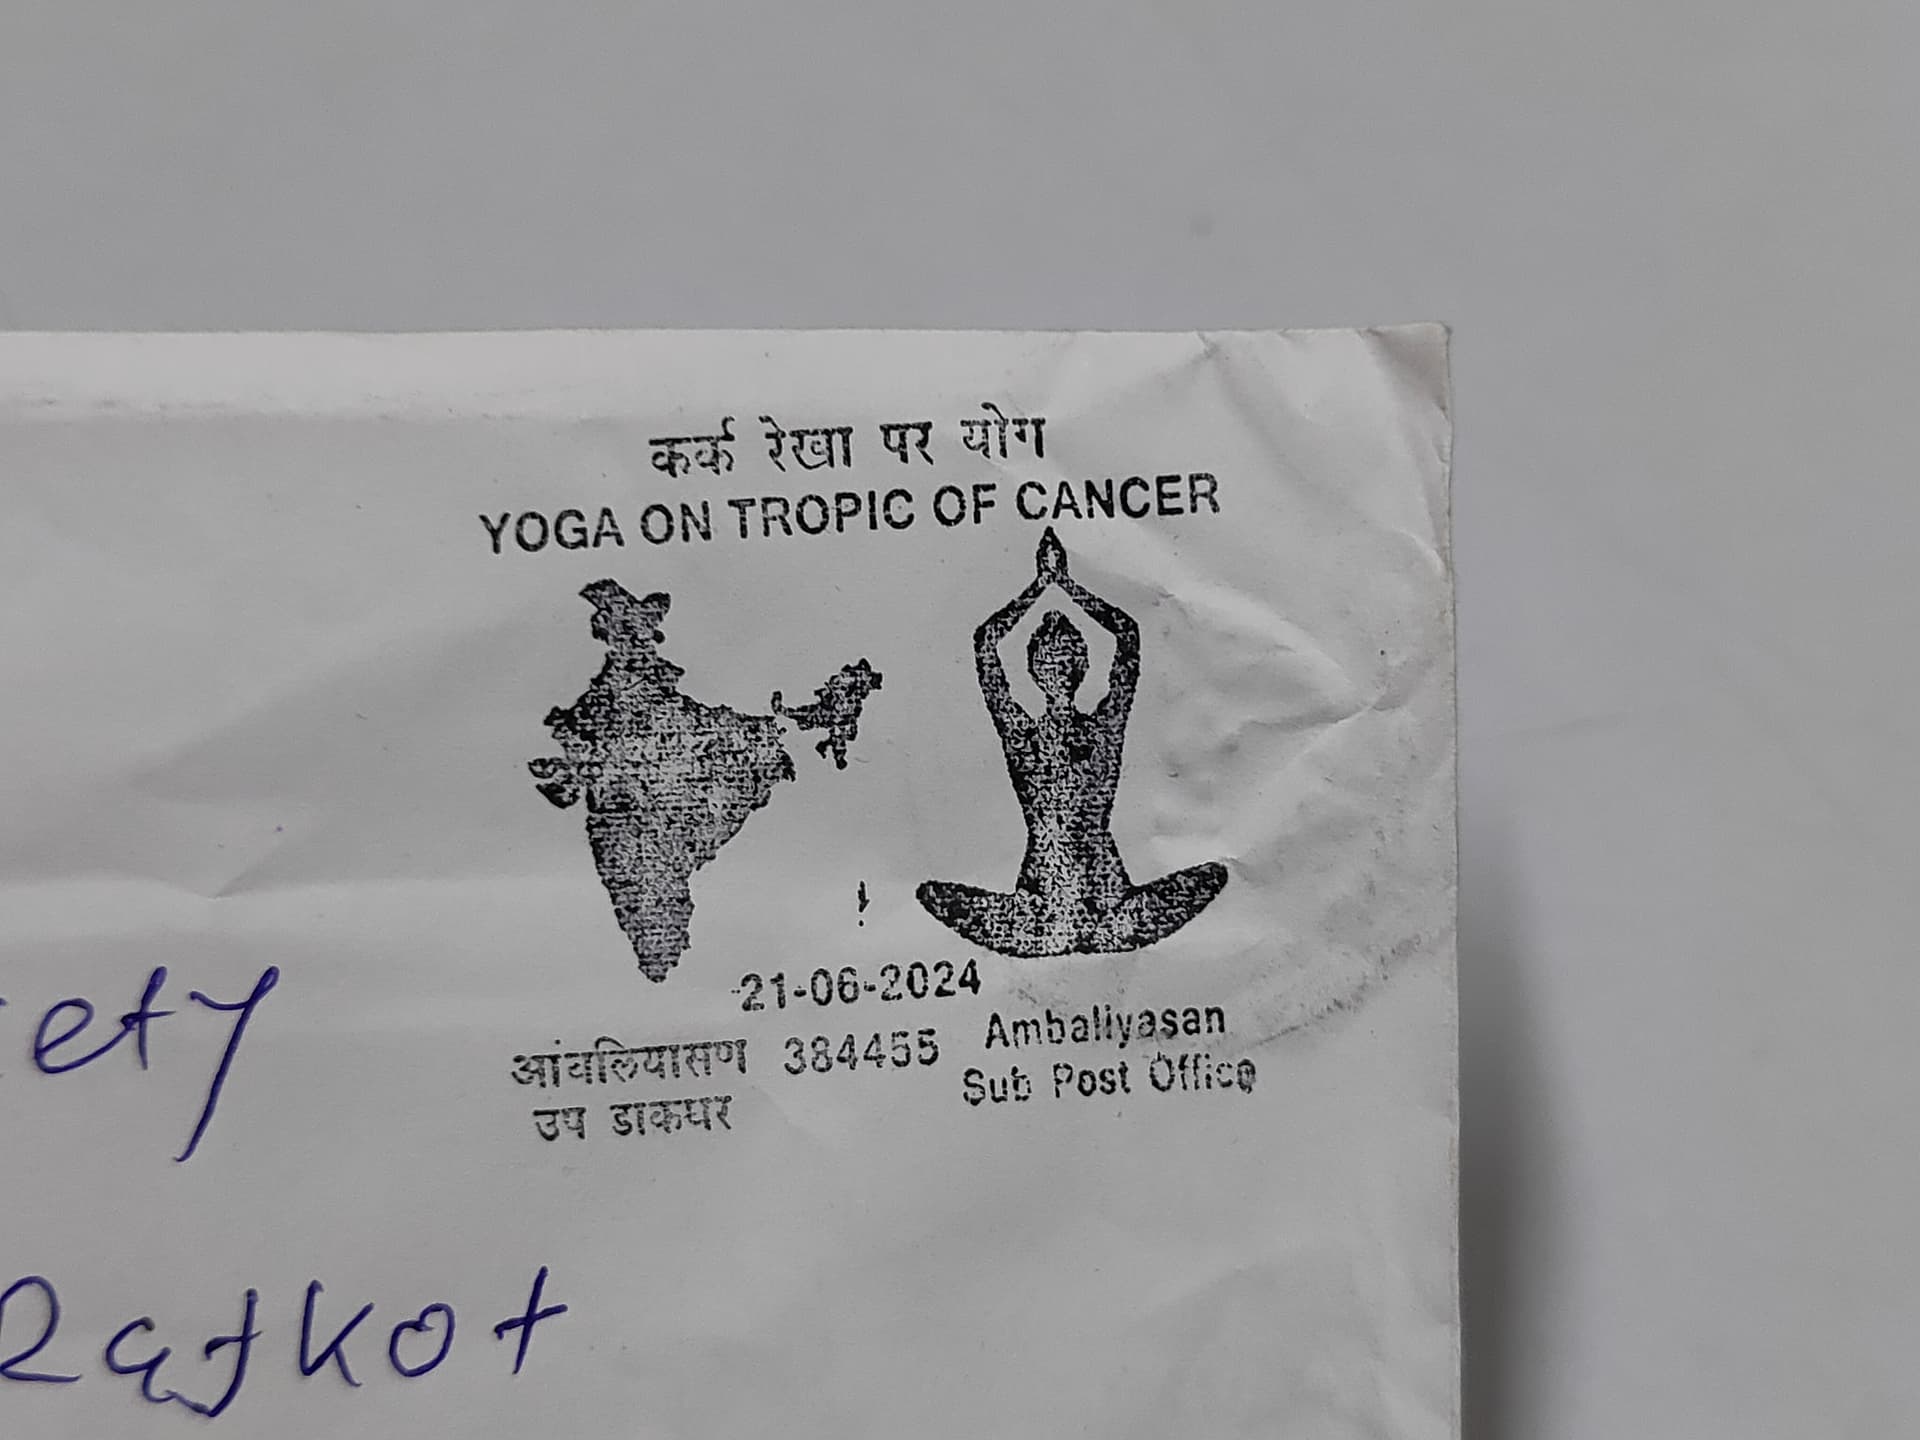 कर्क रेखा पर योग
YOGA ON TROPIC OF CANCER
21-06-2024
आंबलियासण 384455 Ambaliyasan
उप डाकघर Sub Post Office
Rajkot